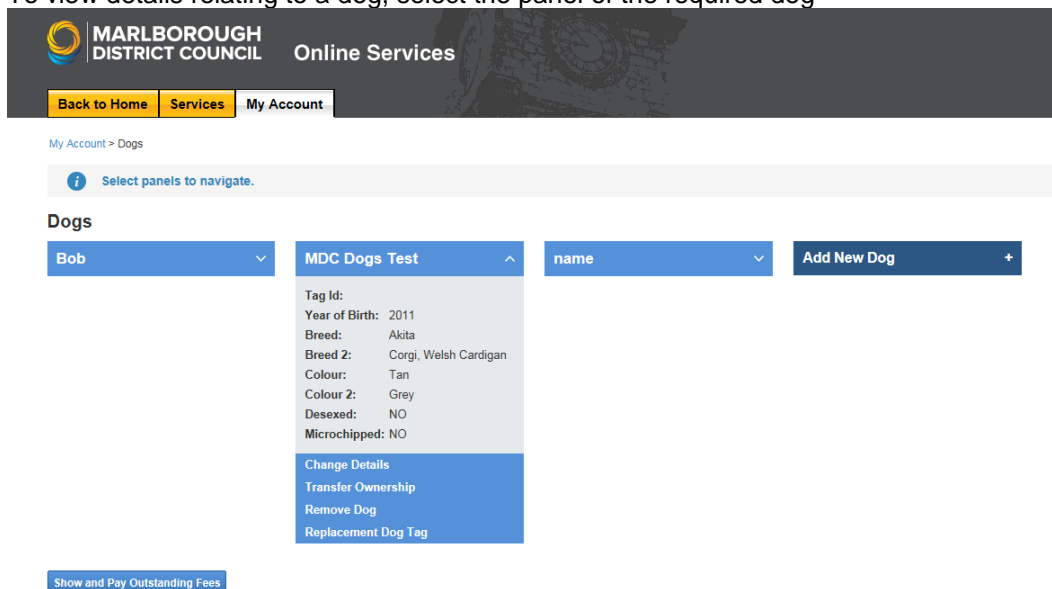 To view details relating to a dog, select the panel of the required dog
MARLBOROUGH
DISTRICT COUNCIL
Online Services
Back to Home Services My Account
My Account > Dogs
i Select panels to navigate.
Dogs
Bob MDC Dogs Test name Add New Dog +
Tag Id:
Year of Birth: 2011
Breed: Akita
Breed 2: Corgi, Welsh Cardigan
Colour: Tan
Colour 2: Grey
Desexed: NO
Microchipped: NO
Change Details
Transfer Ownership
Remove Dog
Replacement Dog Tag
Show and Pay Outstanding Fees